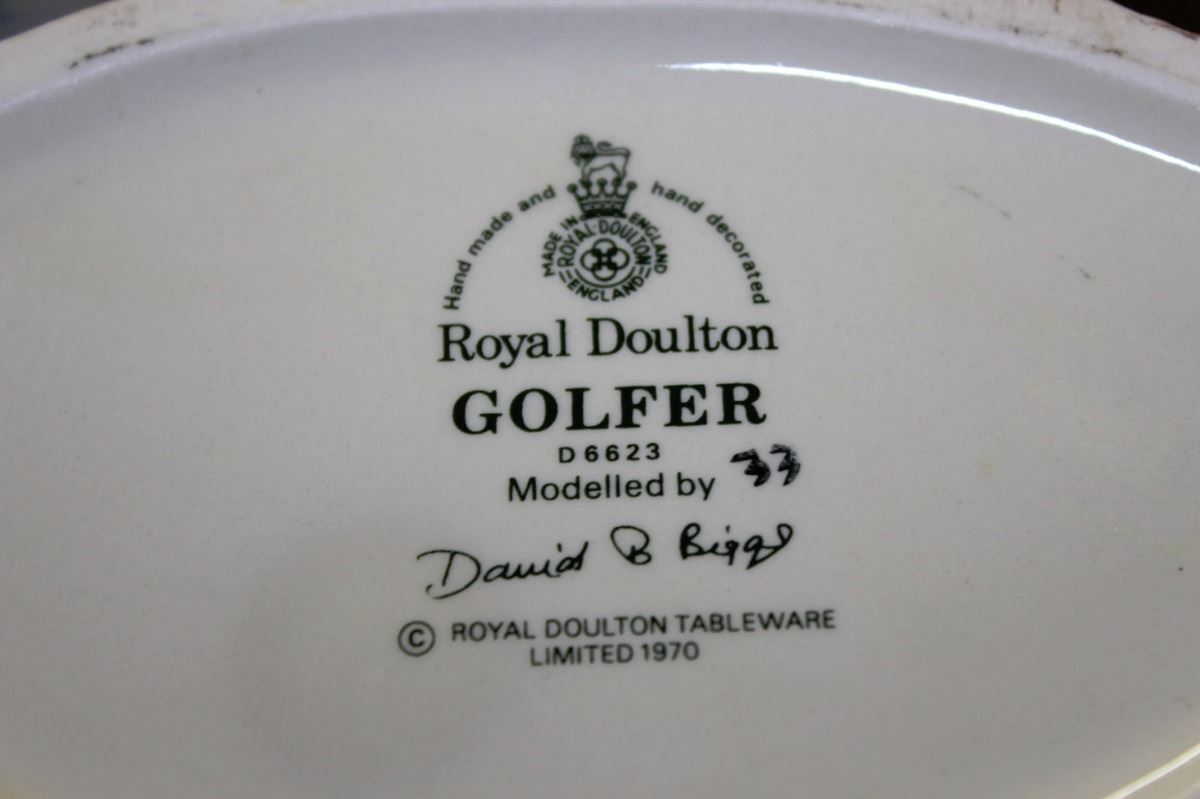 Hand made and hand decorated
MADE IN ENGLAND
ROYAL·DOULTON
ENGLAND
Royal Doulton
GOLFER
D6623
Modelled by 33
David B Biggs
© ROYAL DOULTON TABLEWARE
LIMITED 1970